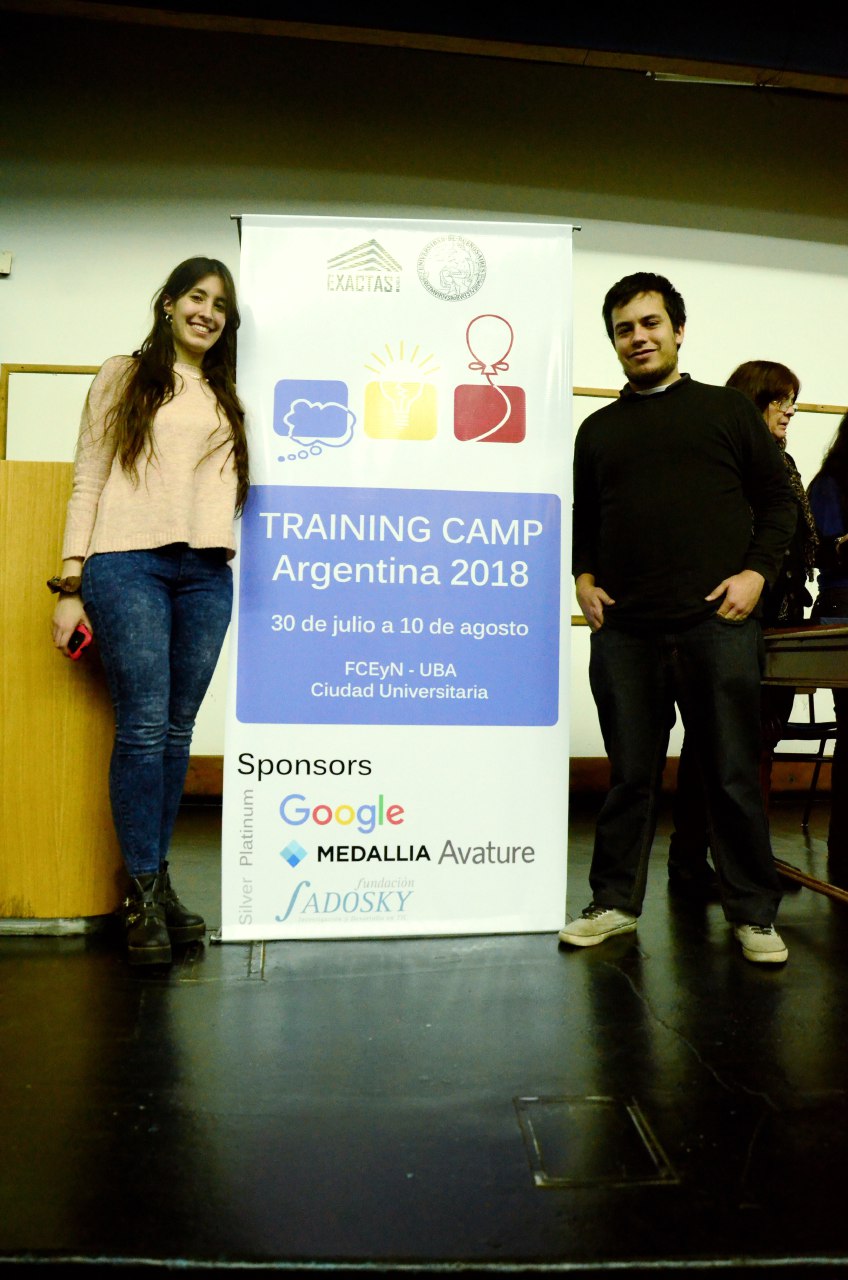 EXACTAS
TRAINING CAMP
Argentina 2018
30 de julio a 10 de agosto
FCEyN - UBA
Ciudad Universitaria
Sponsors
Platinum
Google
MEDALLIA Avature
Silver
fundación
SADOSKY